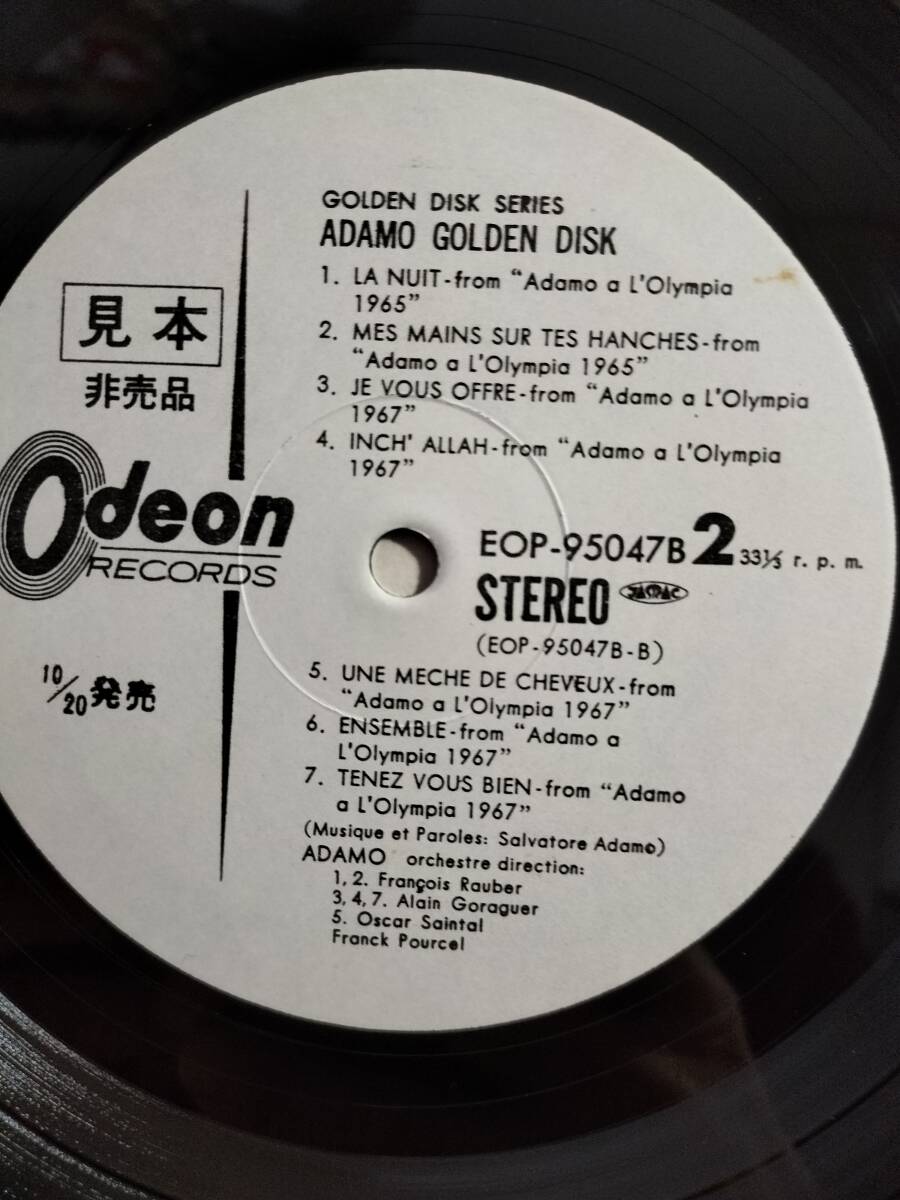 GOLDEN DISK SERIES
ADAMO GOLDEN DISK
1. LA NUIT-from “Adamo a L'Olympia
1965”
2. MES MAINS SUR TES HANCHES-from
“Adamo a L'Olympia 1965”
3. JE VOUS OFFRE-from “Adamo a L'Olympia
1967”
4. INCH' ALLAH-from “Adamo a L'Olympia
1967”
見本
非売品
Odeon
RECORDS
10/20発売
EOP-95047B 2 33⅓ r. p. m.
STEREO JASRAC
(EOP-95047B-B)
5. UNE MECHE DE CHEVEUX-from
“Adamo a L'Olympia 1967”
6. ENSEMBLE-from “Adamo a
L'Olympia 1967”
7. TENEZ VOUS BIEN-from “Adamo
a L'Olympia 1967”
(Musique et Paroles: Salvatore Adamo)
ADAMO orchestre direction:
1, 2. François Rauber
3, 4, 7. Alain Goraguer
5. Oscar Saintal
Franck Pourcel